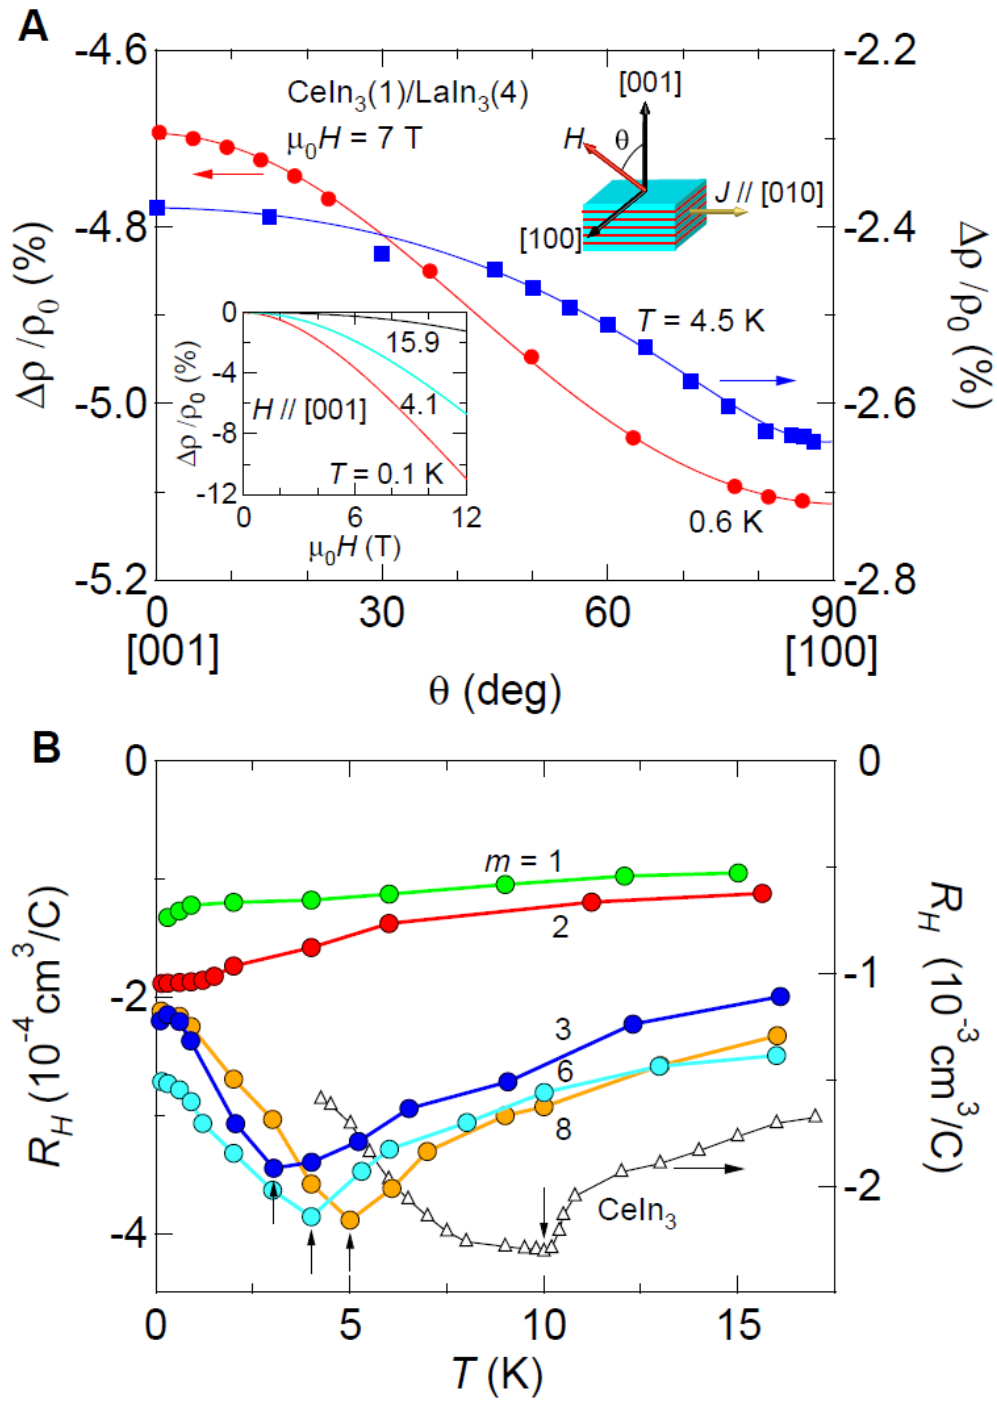 A
-4.6
-4.8
-5.0
-5.2
Δρ /ρ0 (%)
CeIn3(1)/LaIn3(4)
μ0H = 7 T
[001]
H
θ
J // [010]
[100]
-2.2
-2.4
-2.6
-2.8
Δρ /ρ0 (%)
T = 4.5 K
0.6 K
0
-4
-8
-12
Δρ /ρ0 (%)
15.9
4.1
H // [001]
T = 0.1 K
0 6 12
μ0H (T)
0 30 60 90
[001] [100]
θ (deg)
B
0
-2
-4
RH (10-4 cm3/C)
m = 1
2
3
6
8
CeIn3
0
-1
-2
RH (10-3 cm3/C)
0 5 10 15
T (K)